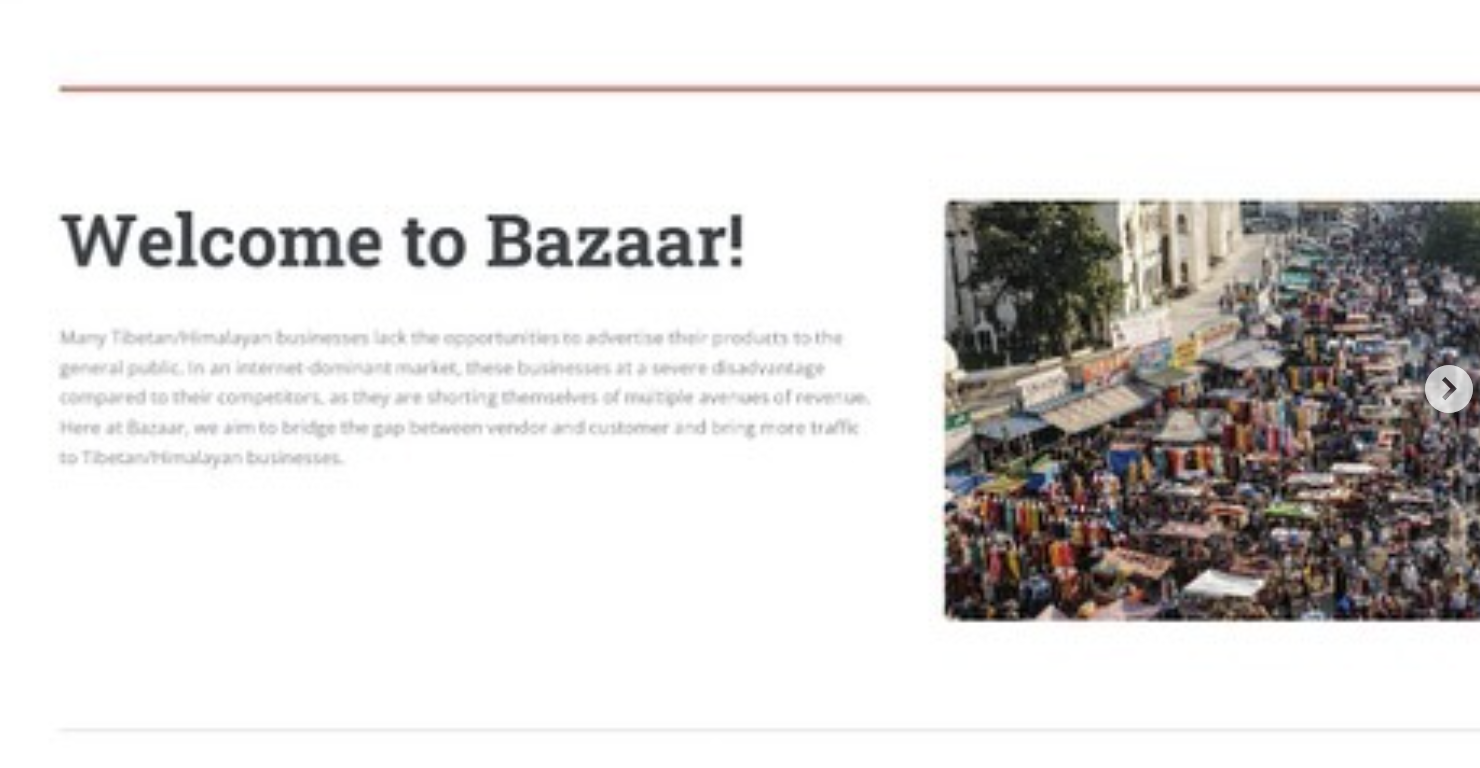 Welcome to Bazaar!
Many Tibetan/Himalayan businesses lack the opportunities to advertise their products to the
general public. In an internet-dominant market, these businesses at a severe disadvantage
compared to their competitors, as they are shorting themselves of multiple avenues of revenue.
Here at Bazaar, we aim to bridge the gap between vendor and customer and bring more traffic
to Tibetan/Himalayan businesses.